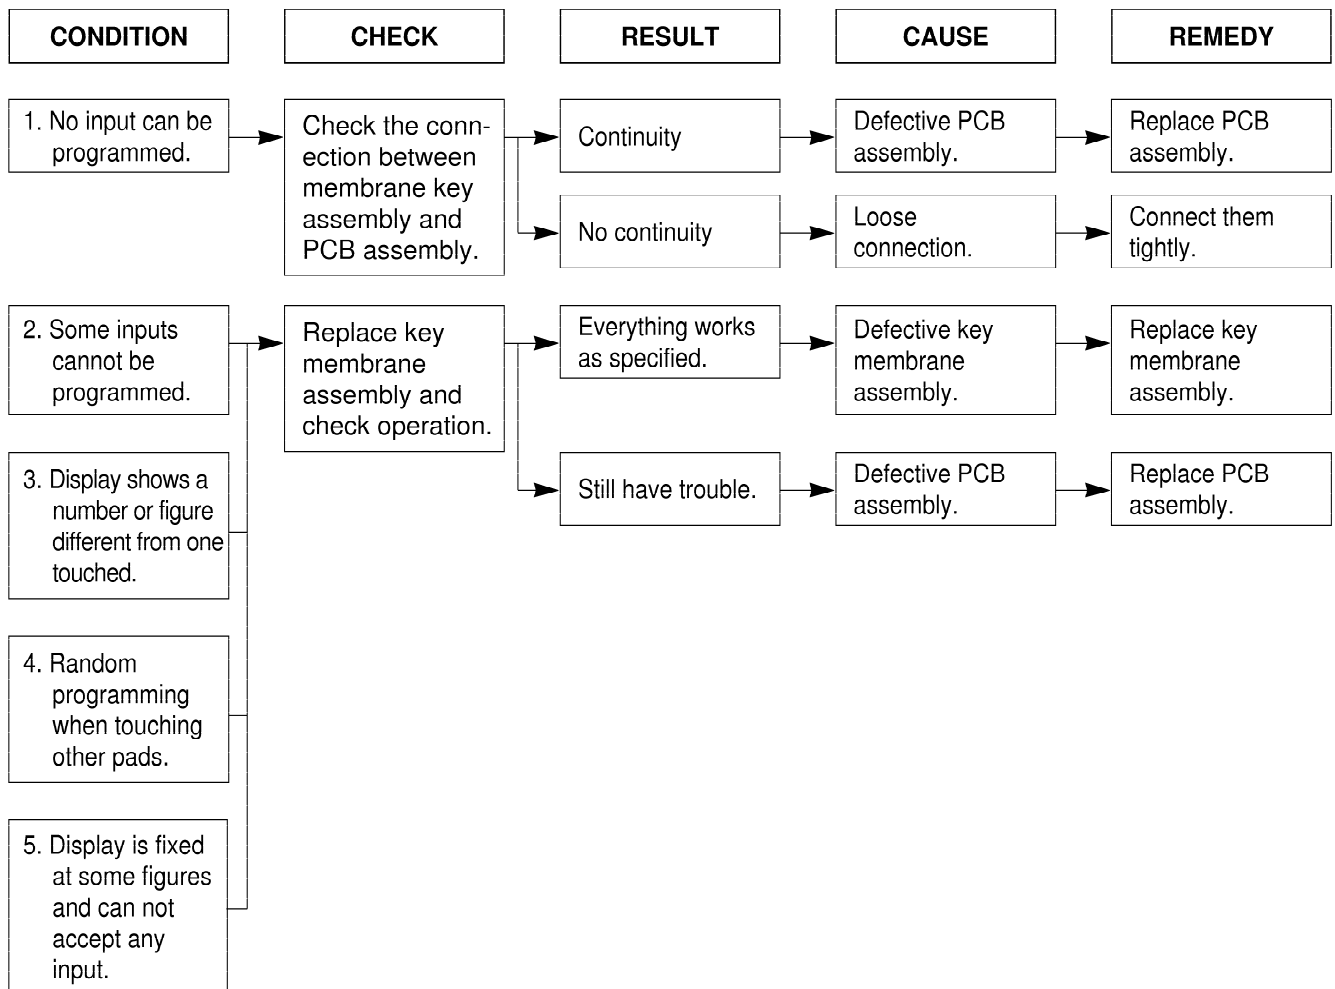 CONDITION
CHECK
RESULT
CAUSE
REMEDY
1. No input can be
programmed.
Check the conn-
ection between
membrane key
assembly and
PCB assembly.
Continuity
Defective PCB
assembly.
Replace PCB
assembly.
No continuity
Loose
connection.
Connect them
tightly.
2. Some inputs
cannot be
programmed.
Replace key
membrane
assembly and
check operation.
Everything works
as specified.
Defective key
membrane
assembly.
Replace key
membrane
assembly.
3. Display shows a
number or figure
different from one
touched.
Still have trouble.
Defective PCB
assembly.
Replace PCB
assembly.
4. Random
programming
when touching
other pads.
5. Display is fixed
at some figures
and can not
accept any
input.